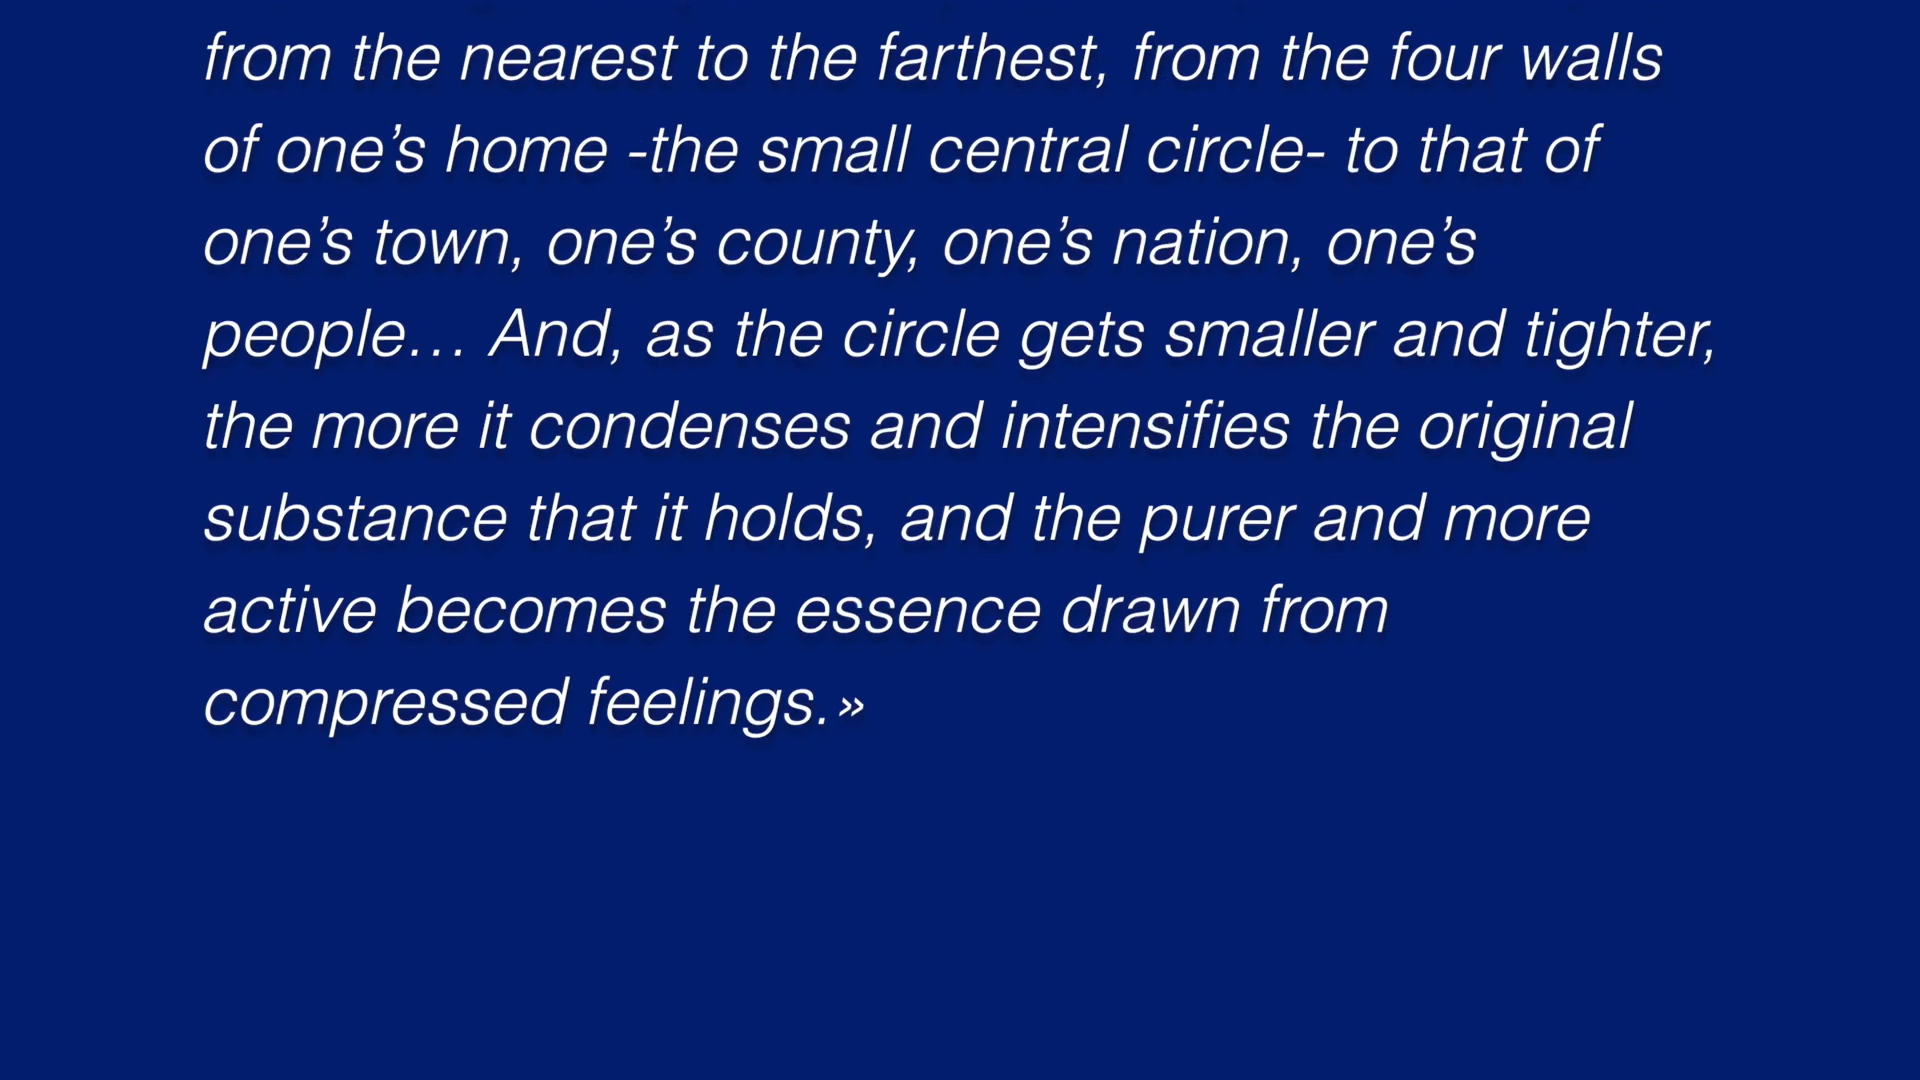 from the nearest to the farthest, from the four walls
of one’s home -the small central circle- to that of
one’s town, one’s county, one’s nation, one’s
people… And, as the circle gets smaller and tighter,
the more it condenses and intensifies the original
substance that it holds, and the purer and more
active becomes the essence drawn from
compressed feelings.»